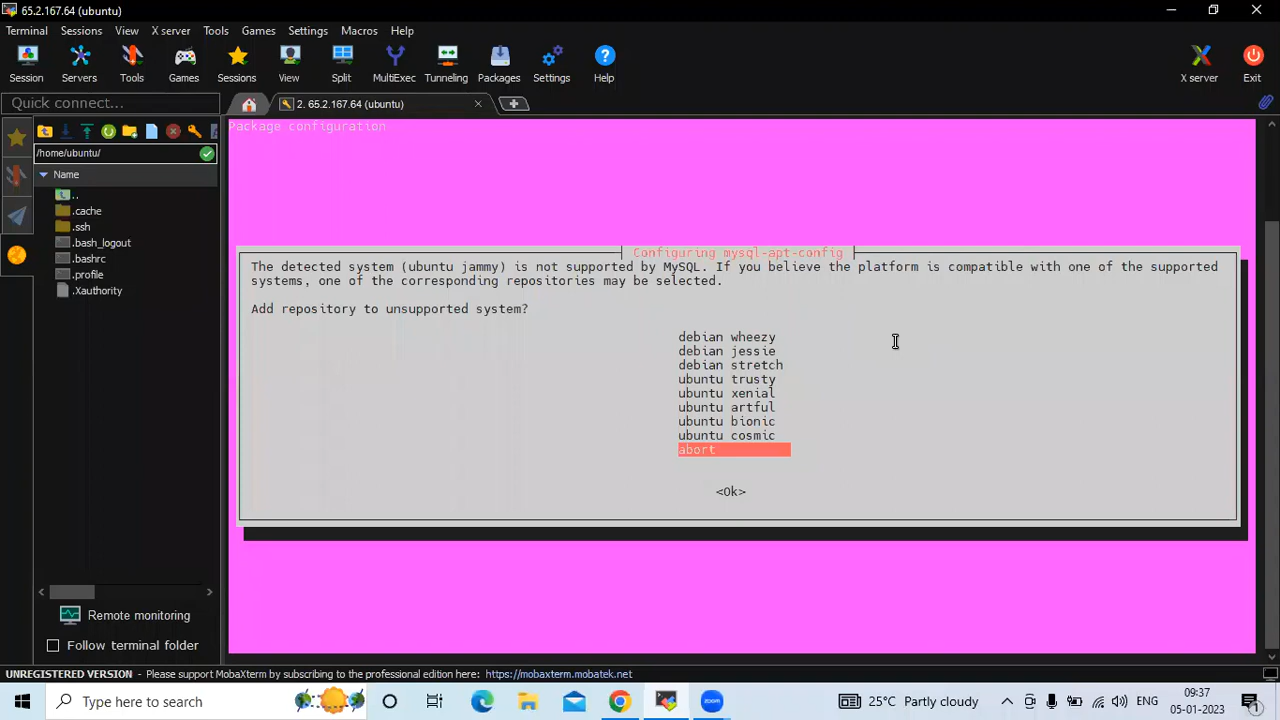 65.2.167.64 (ubuntu)
Terminal Sessions View X server Tools Games Settings Macros Help
Session Servers Tools Games Sessions View Split MultiExec Tunneling Packages Settings Help X server Exit
Quick connect...
2. 65.2.167.64 (ubuntu)
/home/ubuntu/
Name
..
.cache
.ssh
.bash_logout
.bashrc
.profile
.Xauthority
Package configuration
Configuring mysql-apt-config
The detected system (ubuntu jammy) is not supported by MySQL. If you believe the platform is compatible with one of the supported
systems, one of the corresponding repositories may be selected.
Add repository to unsupported system?
debian wheezy
debian jessie
debian stretch
ubuntu trusty
ubuntu xenial
ubuntu artful
ubuntu bionic
ubuntu cosmic
abort
<Ok>
Remote monitoring
Follow terminal folder
UNREGISTERED VERSION - Please support MobaXterm by subscribing to the professional edition here: https://mobaxterm.mobatek.net
Type here to search
zoom
25°C Partly cloudy
ENG
09:37
05-01-2023
1